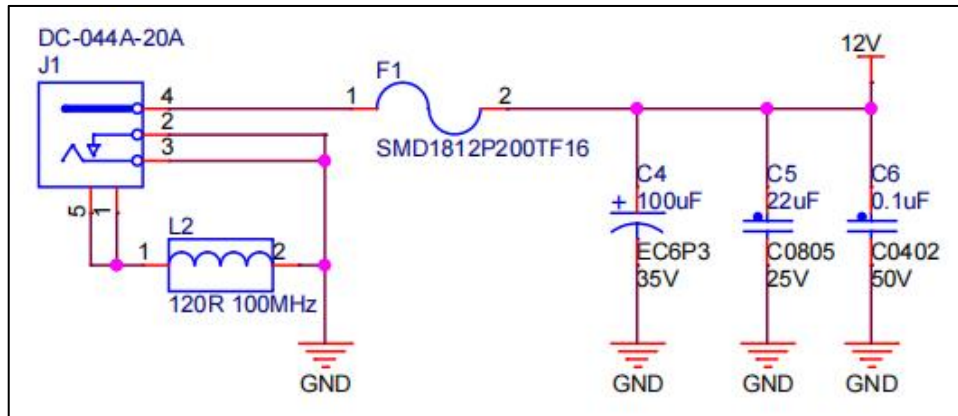 DC-044A-20A
J1
4
2
3
5
1
F1
1
2
SMD1812P200TF16
12V
L2
1
2
120R 100MHz
GND
C4
+
100uF
EC6P3
35V
GND
C5
22uF
C0805
25V
GND
C6
0.1uF
C0402
50V
GND